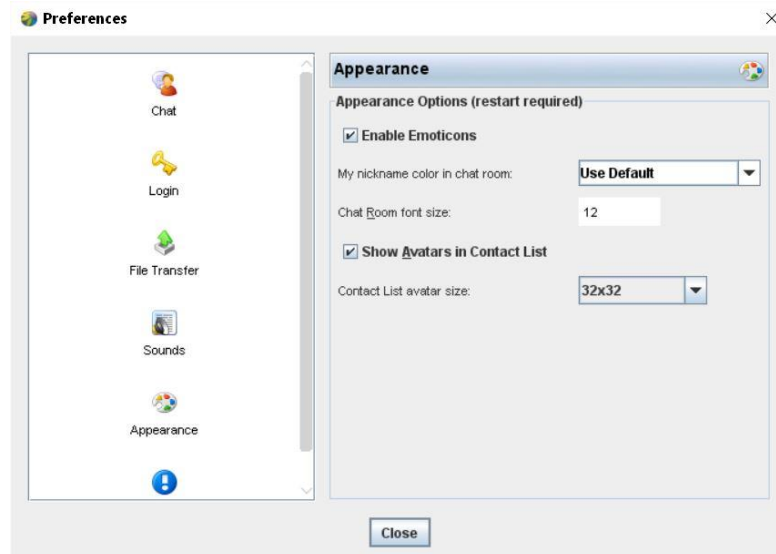 Preferences
Chat
Login
File Transfer
Sounds
Appearance
Appearance
Appearance Options (restart required)
Enable Emoticons
My nickname color in chat room:
Use Default
Chat Room font size:
12
Show Avatars in Contact List
Contact List avatar size:
32x32
Close